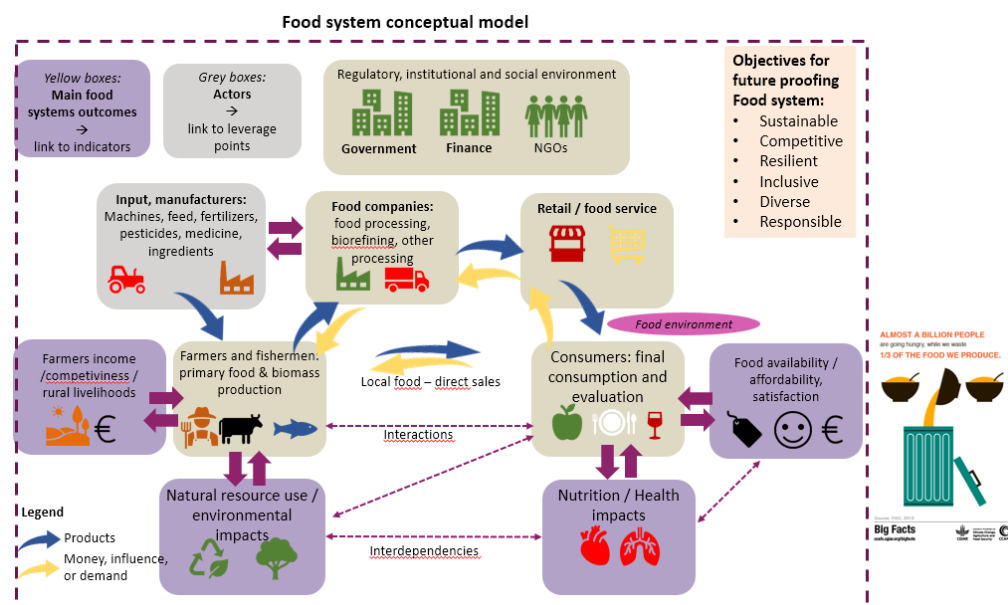 Food system conceptual model
Yellow boxes:
Main food
systems outcomes
→
link to indicators
Grey boxes:
Actors
→
link to leverage
points
Regulatory, institutional and social environment
Government
Finance
NGOs
Objectives for
future proofing
Food system:
• Sustainable
• Competitive
• Resilient
• Inclusive
• Diverse
• Responsible
Input, manufacturers:
Machines, feed, fertilizers,
pesticides, medicine,
ingredients
Food companies:
food processing,
biorefining, other
processing
Retail / food service
Food environment
Farmers income
/competiviness /
rural livelihoods
€
Farmers and fishermen:
primary food & biomass
production
Local food – direct sales
Consumers: final
consumption and
evaluation
Food availability /
affordability,
satisfaction
€
Interactions
Natural resource use /
environmental
impacts
Nutrition / Health
impacts
Interdependencies
Legend
Products
Money, influence,
or demand
ALMOST A BILLION PEOPLE
are going hungry, while we waste
1/3 OF THE FOOD WE PRODUCE.
Big Facts